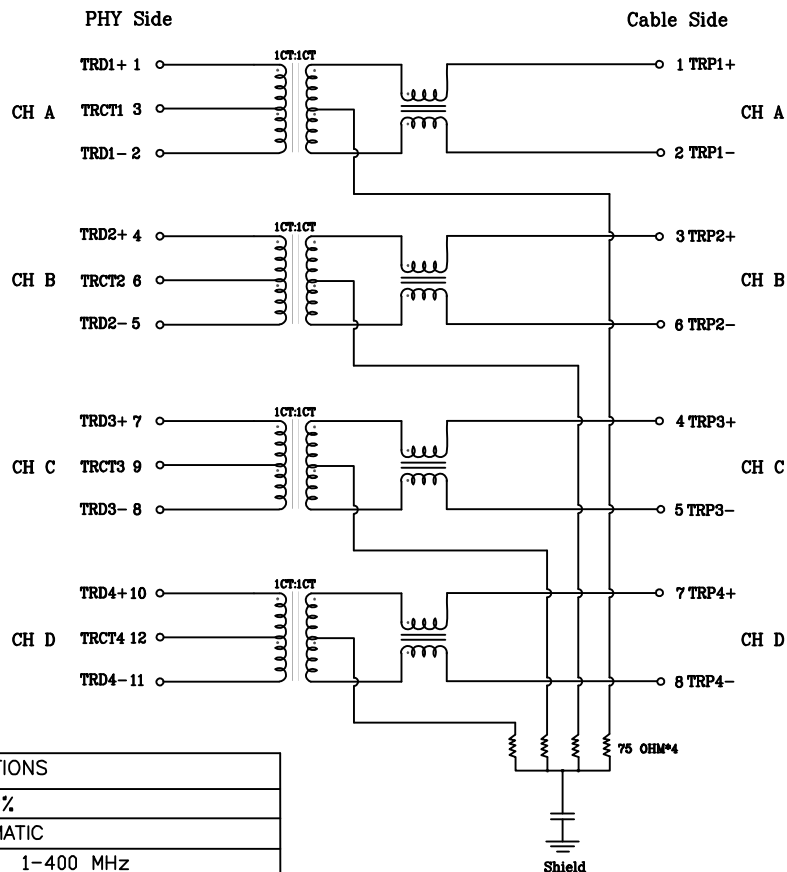 PHY Side Cable Side
1CT:1CT
TRD1+ 1 1 TRP1+
CH A TRCT1 3 CH A
TRD1- 2 2 TRP1-
1CT:1CT
TRD2+ 4 3 TRP2+
CH B TRCT2 6 CH B
TRD2- 5 6 TRP2-
1CT:1CT
TRD3+ 7 4 TRP3+
CH C TRCT3 9 CH C
TRD3- 8 5 TRP3-
1CT:1CT
TRD4+ 10 7 TRP4+
CH D TRCT4 12 CH D
TRD4- 11 8 TRP4-
75 OHM*4
TIONS
%
MATIC
1-400 MHz
Shield